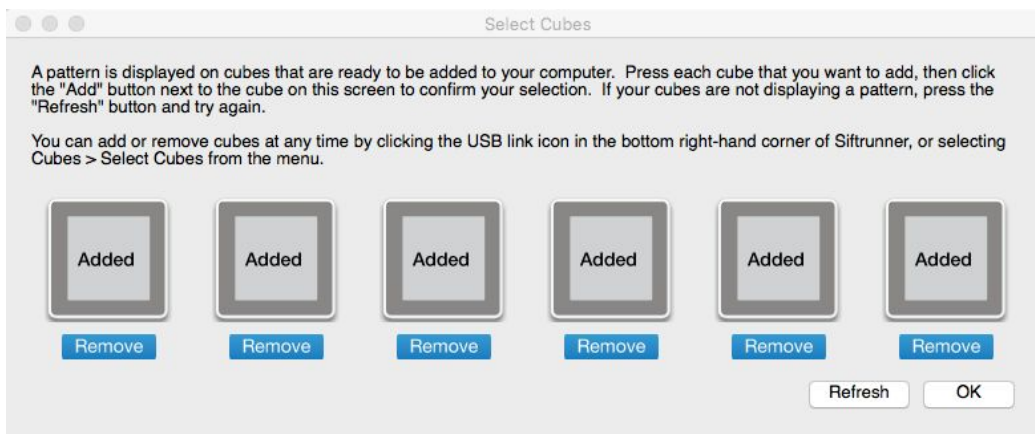 Select Cubes
A pattern is displayed on cubes that are ready to be added to your computer.  Press each cube that you want to add, then click
the "Add" button next to the cube on this screen to confirm your selection.  If your cubes are not displaying a pattern, press the
"Refresh" button and try again.
You can add or remove cubes at any time by clicking the USB link icon in the bottom right-hand corner of Siftrunner, or selecting
Cubes > Select Cubes from the menu.
Added Added Added Added Added Added
Remove Remove Remove Remove Remove Remove
Refresh OK